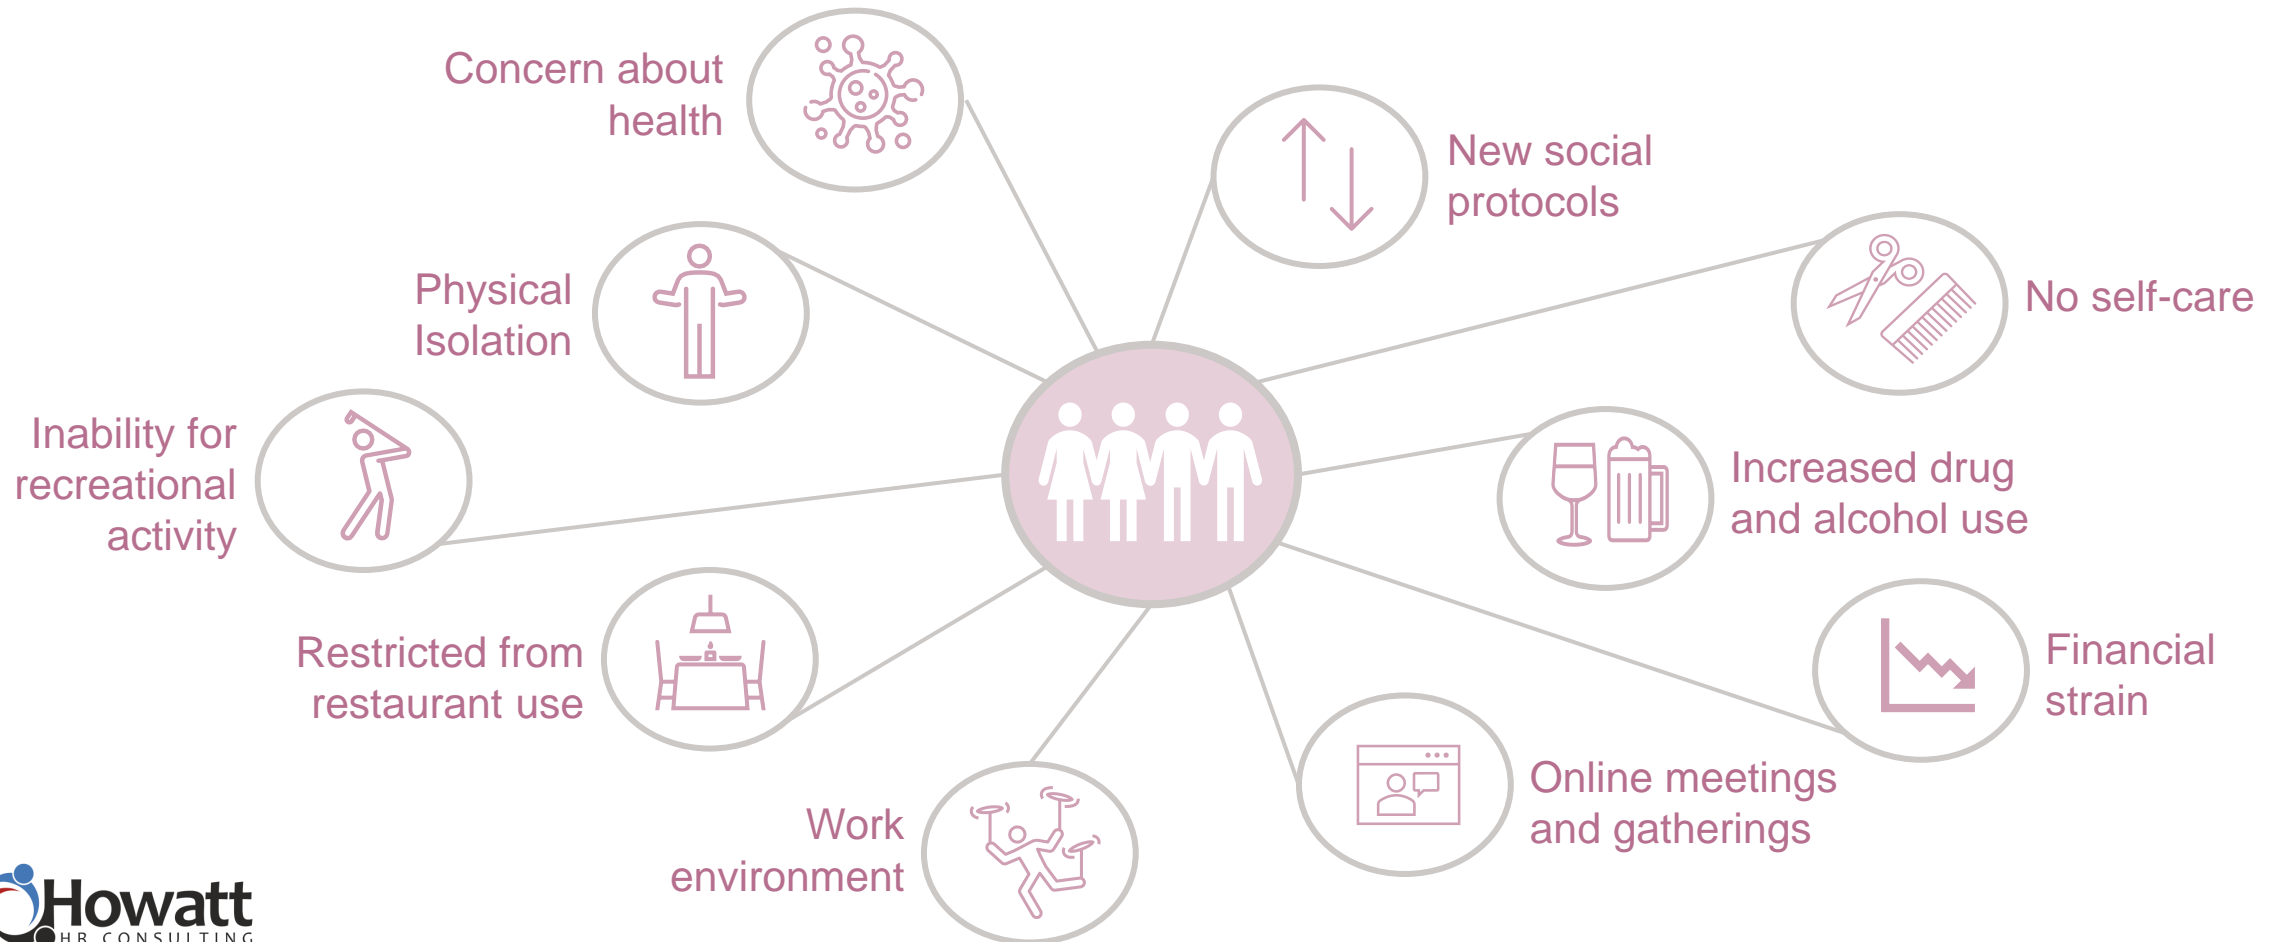 Concern about
health
New social
protocols
Physical
Isolation
No self-care
Inability for
recreational
activity
Increased drug
and alcohol use
Restricted from
restaurant use
Financial
strain
Work
environment
Online meetings
and gatherings
Howatt
HR CONSULTING